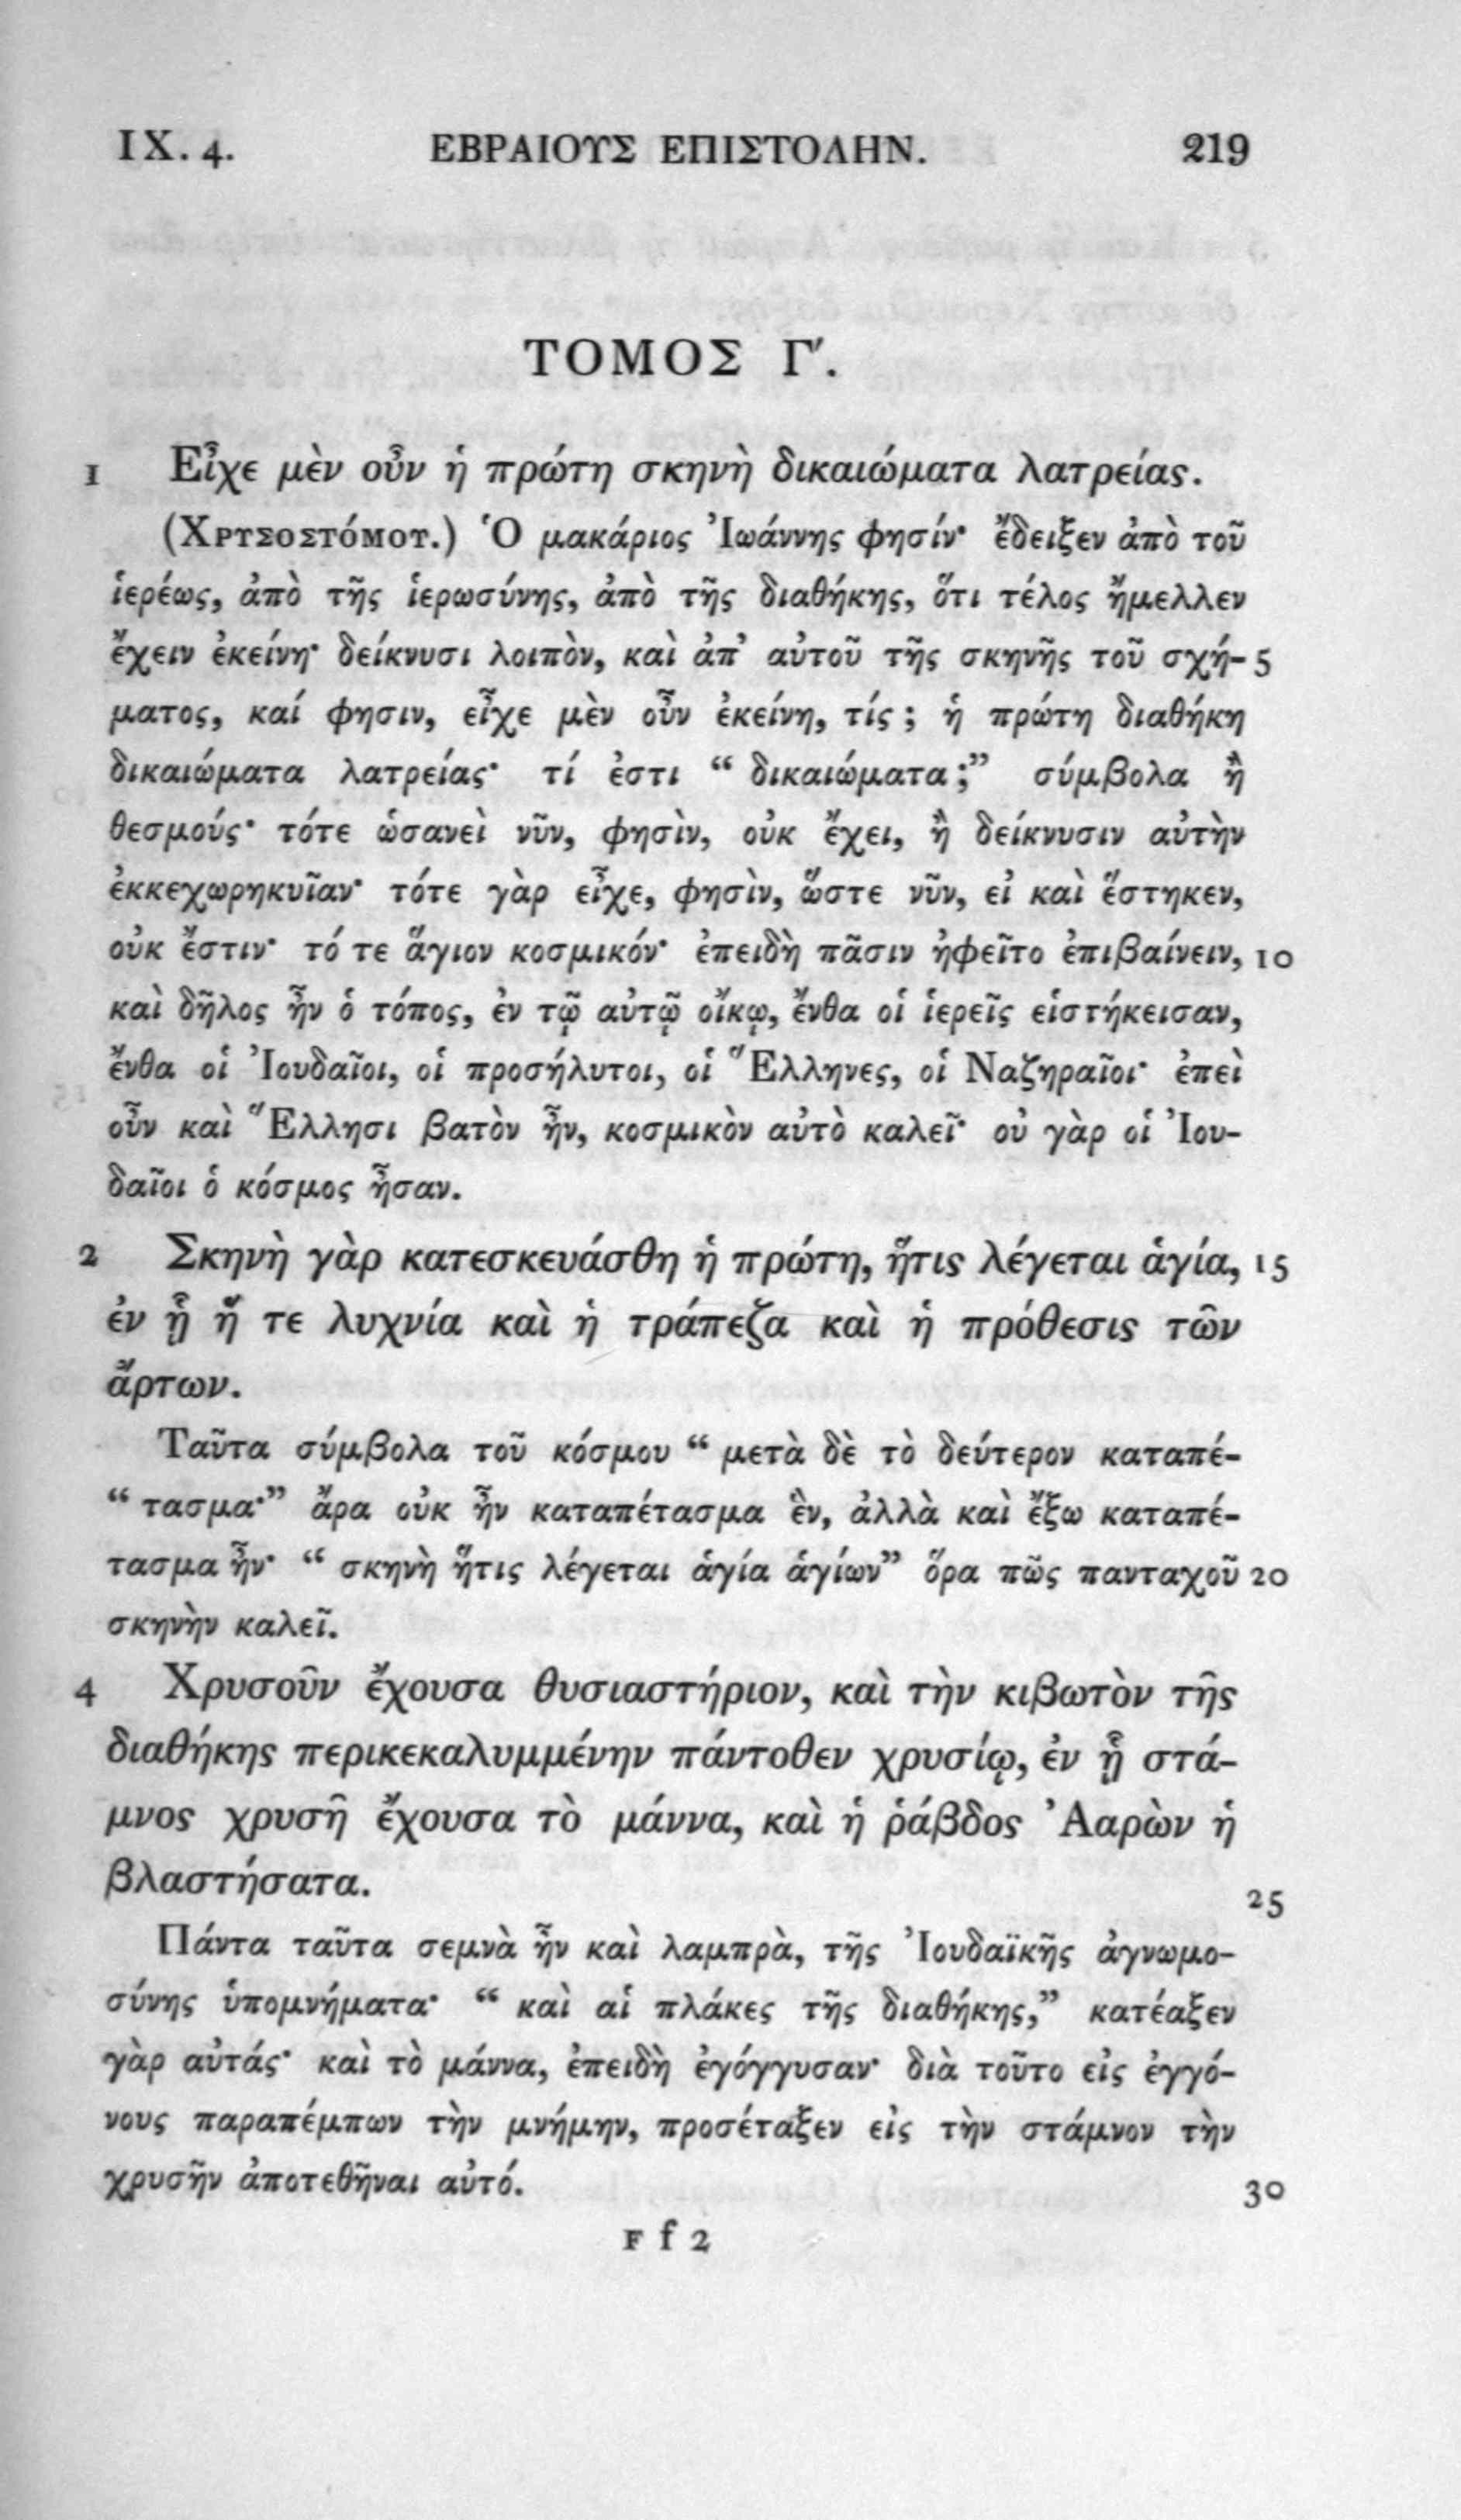 IX. 4. ΕΒΡΑΙΟΥΣ ΕΠΙΣΤΟΛΗΝ. 219
ΤΟΜΟΣ Γʹ.
1 Εἶχε μὲν οὖν ἡ πρώτη σκηνὴ δικαιώματα λατρείας.
(Χρυσοστόμου.) Ὁ μακάριος Ἰωάννης φησίν· ἔδειξεν ἀπὸ τοῦ
ἱερέως, ἀπὸ τῆς ἱερωσύνης, ἀπὸ τῆς διαθήκης, ὅτι τέλος ἤμελλεν
ἔχειν ἐκείνη· δείκνυσι λοιπὸν, καὶ ἀπ' αὐτοῦ τῆς σκηνῆς τοῦ σχή- 5
ματος, καί φησιν, εἶχε μὲν οὖν ἐκείνη, τίς; ἡ πρώτη διαθήκη
δικαιώματα λατρείας· τί ἐστι “ δικαιώματα;” σύμβολα ἢ
θεσμούς· τότε ὡσανεὶ νῦν, φησὶν, οὐκ ἔχει, ἢ δείκνυσιν αὐτὴν
ἐκκεχωρηκυῖαν· τότε γὰρ εἶχε, φησὶν, ὥστε νῦν, εἰ καὶ ἕστηκεν,
οὐκ ἔστιν· τό τε ἅγιον κοσμικόν· ἐπειδὴ πᾶσιν ἠφεῖτο ἐπιβαίνειν, 10
καὶ δῆλος ἦν ὁ τόπος, ἐν τῷ αὐτῷ οἴκῳ, ἔνθα οἱ ἱερεῖς εἱστήκεισαν,
ἔνθα οἱ Ἰουδαῖοι, οἱ προσήλυτοι, οἱ Ἕλληνες, οἱ Ναζηραῖοι· ἐπεὶ
οὖν καὶ Ἕλλησι βατὸν ἦν, κοσμικὸν αὐτὸ καλεῖ· οὐ γὰρ οἱ Ἰου-
δαῖοι ὁ κόσμος ἦσαν.
2 Σκηνὴ γὰρ κατεσκευάσθη ἡ πρώτη, ἥτις λέγεται ἁγία, 15
ἐν ᾗ ἥ τε λυχνία καὶ ἡ τράπεζα καὶ ἡ πρόθεσις τῶν
ἄρτων.
Ταῦτα σύμβολα τοῦ κόσμου “ μετὰ δὲ τὸ δεύτερον καταπέ-
“ τασμα·” ἄρα οὐκ ἦν καταπέτασμα ἓν, ἀλλὰ καὶ ἔξω καταπέ-
τασμα ἦν· “ σκηνὴ ἥτις λέγεται ἁγία ἁγίων” ὅρα πῶς πανταχοῦ 20
σκηνὴν καλεῖ.
4 Χρυσοῦν ἔχουσα θυσιαστήριον, καὶ τὴν κιβωτὸν τῆς
διαθήκης περικεκαλυμμένην πάντοθεν χρυσίῳ, ἐν ᾗ στά-
μνος χρυσῆ ἔχουσα τὸ μάννα, καὶ ἡ ῥάβδος Ἀαρὼν ἡ
βλαστήσατα. 25
Πάντα ταῦτα σεμνὰ ἦν καὶ λαμπρὰ, τῆς Ἰουδαϊκῆς ἀγνωμο-
σύνης ὑπομνήματα· “ καὶ αἱ πλάκες τῆς διαθήκης,” κατέαξεν
γὰρ αὐτάς· καὶ τὸ μάννα, ἐπειδὴ ἐγόγγυσαν· διὰ τοῦτο εἰς ἐγγό-
νους παραπέμπων τὴν μνήμην, προσέταξεν εἰς τὴν στάμνον τὴν
χρυσῆν ἀποτεθῆναι αὐτό. 30
F f 2